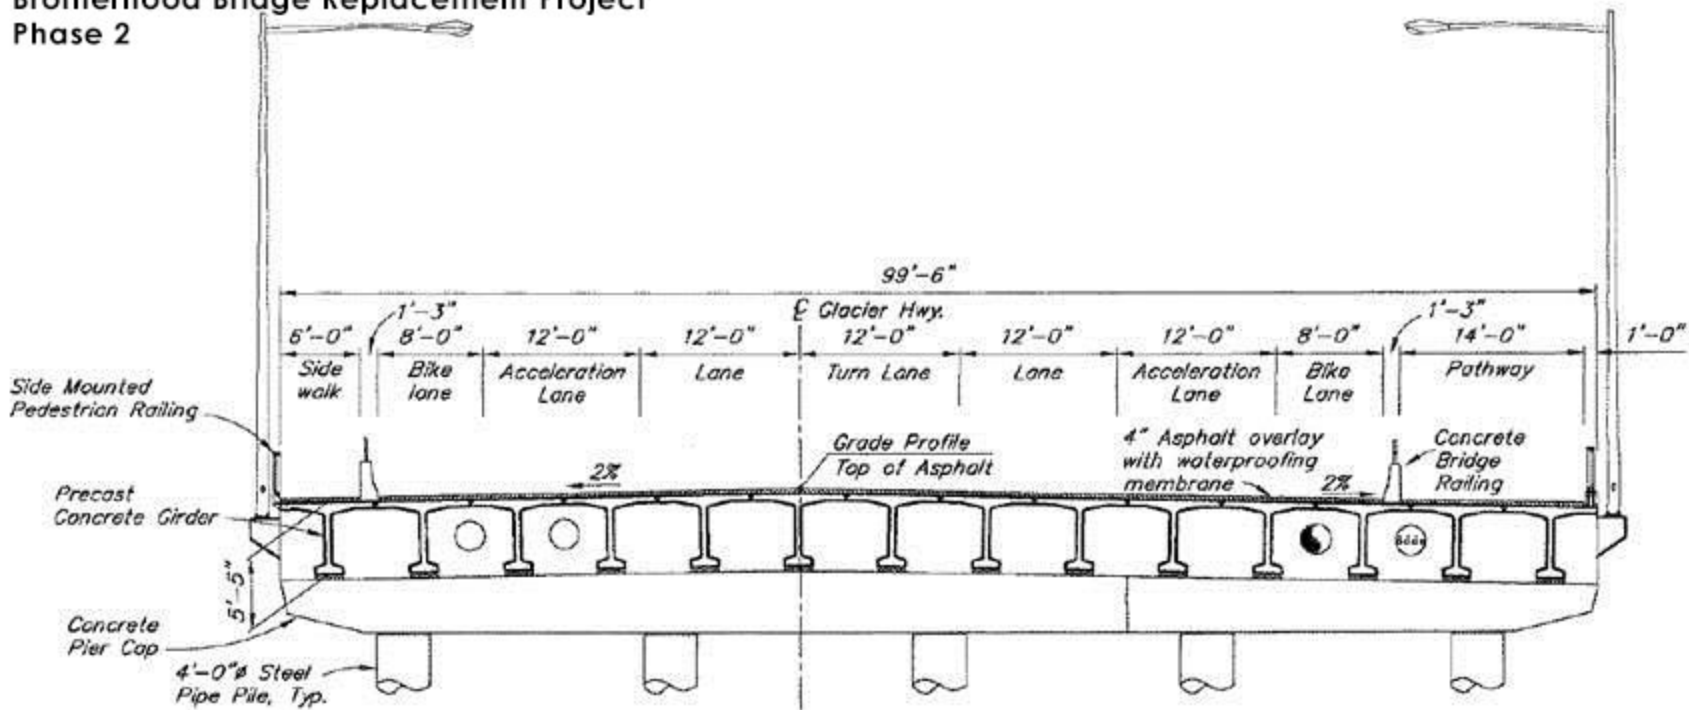 Brotherhood Bridge Replacement Project
Phase 2
99'-6"
℄ Glacier Hwy.
1'-3"
1'-3"
6'-0"
8'-0"
12'-0"
12'-0"
12'-0"
12'-0"
12'-0"
8'-0"
14'-0"
1'-0"
Side
walk
Bike
lane
Acceleration
Lane
Lane
Turn Lane
Lane
Acceleration
Lane
Bike
Lane
Pathway
Side Mounted
Pedestrian Railing
Grade Profile
Top of Asphalt
4" Asphalt overlay
with waterproofing
membrane
Concrete
Bridge
Railing
2%
2%
Precast
Concrete Girder
5'-5"
Concrete
Pier Cap
4'-0"ø Steel
Pipe Pile, Typ.